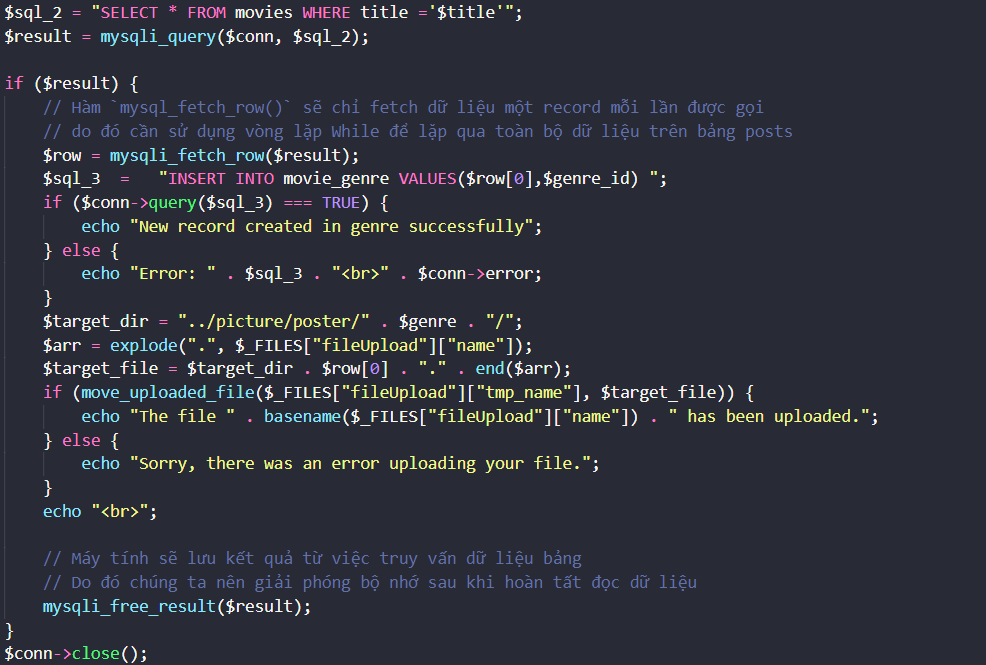 $sql_2 = "SELECT * FROM movies WHERE title ='$title'";
$result = mysqli_query($conn, $sql_2);
if ($result) {
// Hàm `mysql_fetch_row()` sẽ chỉ fetch dữ liệu một record mỗi lần được gọi
// do đó cần sử dụng vòng lặp While để lặp qua toàn bộ dữ liệu trên bảng posts
$row = mysqli_fetch_row($result);
$sql_3  =   "INSERT INTO movie_genre VALUES($row[0],$genre_id) ";
if ($conn->query($sql_3) === TRUE) {
echo "New record created in genre successfully";
} else {
echo "Error: " . $sql_3 . "<br>" . $conn->error;
}
$target_dir = "../picture/poster/" . $genre . "/";
$arr = explode(".", $_FILES["fileUpload"]["name"]);
$target_file = $target_dir . $row[0] . "." . end($arr);
if (move_uploaded_file($_FILES["fileUpload"]["tmp_name"], $target_file)) {
echo "The file " . basename($_FILES["fileUpload"]["name"]) . " has been uploaded.";
} else {
echo "Sorry, there was an error uploading your file.";
}
echo "<br>";
// Máy tính sẽ lưu kết quả từ việc truy vấn dữ liệu bảng
// Do đó chúng ta nên giải phóng bộ nhớ sau khi hoàn tất đọc dữ liệu
mysqli_free_result($result);
}
$conn->close();